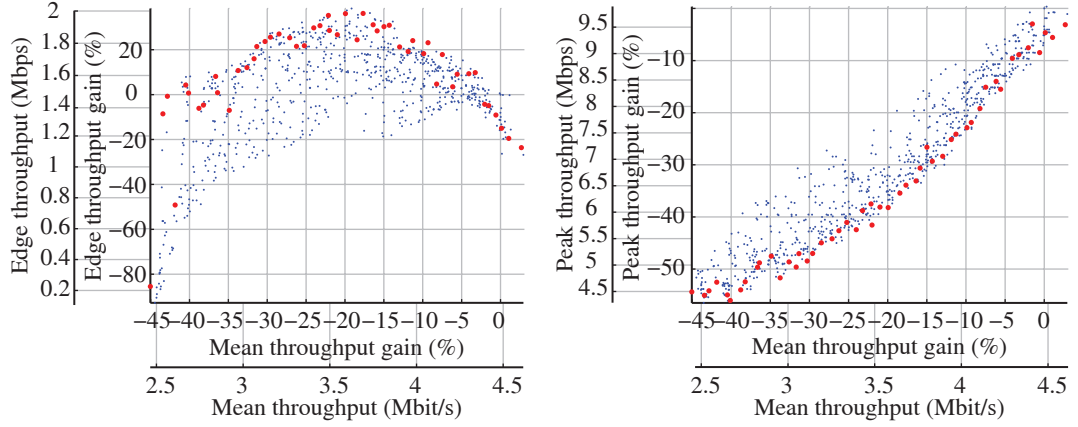 Edge throughput (Mbps)
2
1.8
1.6
1.4
1.2
1
0.8
0.6
0.4
0.2
Edge throughput gain (%)
20
0
−20
−40
−60
−80
−45 −40 −35 −30 −25 −20 −15 −10 −5 0
Mean throughput gain (%)
2.5 3 3.5 4 4.5
Mean throughput (Mbit/s)
Peak throughput (Mbps)
9.5
9
8.5
8
7.5
7
6.5
6
5.5
5
4.5
Peak throughput gain (%)
−10
−20
−30
−40
−50
−45 −40 −35 −30 −25 −20 −15 −10 −5 0
Mean throughput gain (%)
2.5 3 3.5 4 4.5
Mean throughput (Mbit/s)